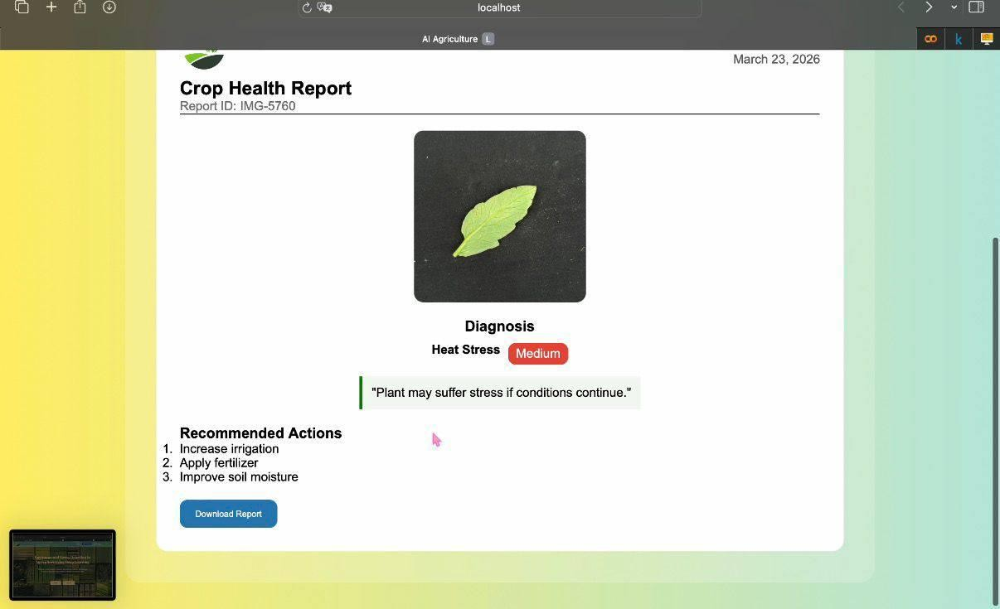 localhost
AI Agriculture L
March 23, 2026
Crop Health Report
Report ID: IMG-5760
Diagnosis
Heat Stress Medium
"Plant may suffer stress if conditions continue."
Recommended Actions
1. Increase irrigation
2. Apply fertilizer
3. Improve soil moisture
Download Report